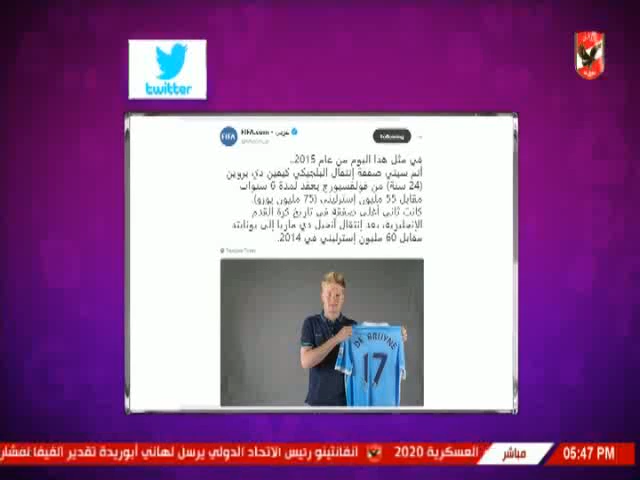 twitter
FIFA
FIFA.com - عربي
Following
في مثل هذا اليوم من عام 2015..
أتم سيتي صفقة إنتقال البلجيكي كيفين دي بروين
(24 سنة) من فولفسبورج بعقد لمدة 6 سنوات
مقابل 55 مليون إسترليني (75 مليون يورو).
كانت ثاني أغلى صفقة في تاريخ كرة القدم
الإنجليزية، بعد إنتقال أنخيل دي ماريا إلى يونايتد
مقابل 60 مليون إسترليني في 2014.
DE BRUYNE
17
العسكرية 2020
انفانتينو رئيس الاتحاد الدولي يرسل لهاني أبوريدة تقدير الفيفا لمشار
مباشر
05:47 PM